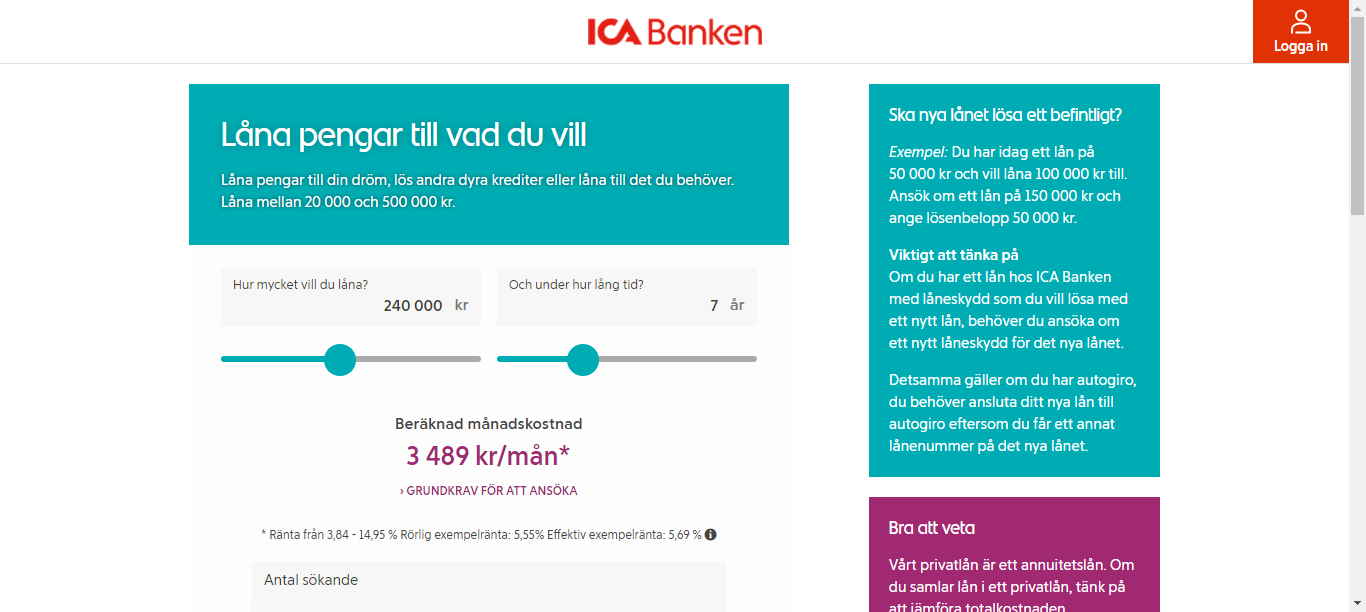 ICA Banken
Logga in
Låna pengar till vad du vill
Låna pengar till din dröm, lös andra dyra krediter eller låna till det du behöver.
Låna mellan 20 000 och 500 000 kr.
Hur mycket vill du låna?
240 000 kr
Och under hur lång tid?
7 år
Beräknad månadskostnad
3 489 kr/mån*
› GRUNDKRAV FÖR ATT ANSÖKA
* Ränta från 3,84 - 14,95 % Rörlig exempelränta: 5,55% Effektiv exempelränta: 5,69 %
Antal sökande
Ska nya lånet lösa ett befintligt?
Exempel: Du har idag ett lån på
50 000 kr och vill låna 100 000 kr till.
Ansök om ett lån på 150 000 kr och
ange lösenbelopp 50 000 kr.
Viktigt att tänka på
Om du har ett lån hos ICA Banken
med låneskydd som du vill lösa med
ett nytt lån, behöver du ansöka om
ett nytt låneskydd för det nya lånet.
Detsamma gäller om du har autogiro,
du behöver ansluta ditt nya lån till
autogiro eftersom du får ett annat
lånenummer på det nya lånet.
Bra att veta
Vårt privatlån är ett annuitetslån. Om
du samlar lån i ett privatlån, tänk på
att jämföra totalkostnaden